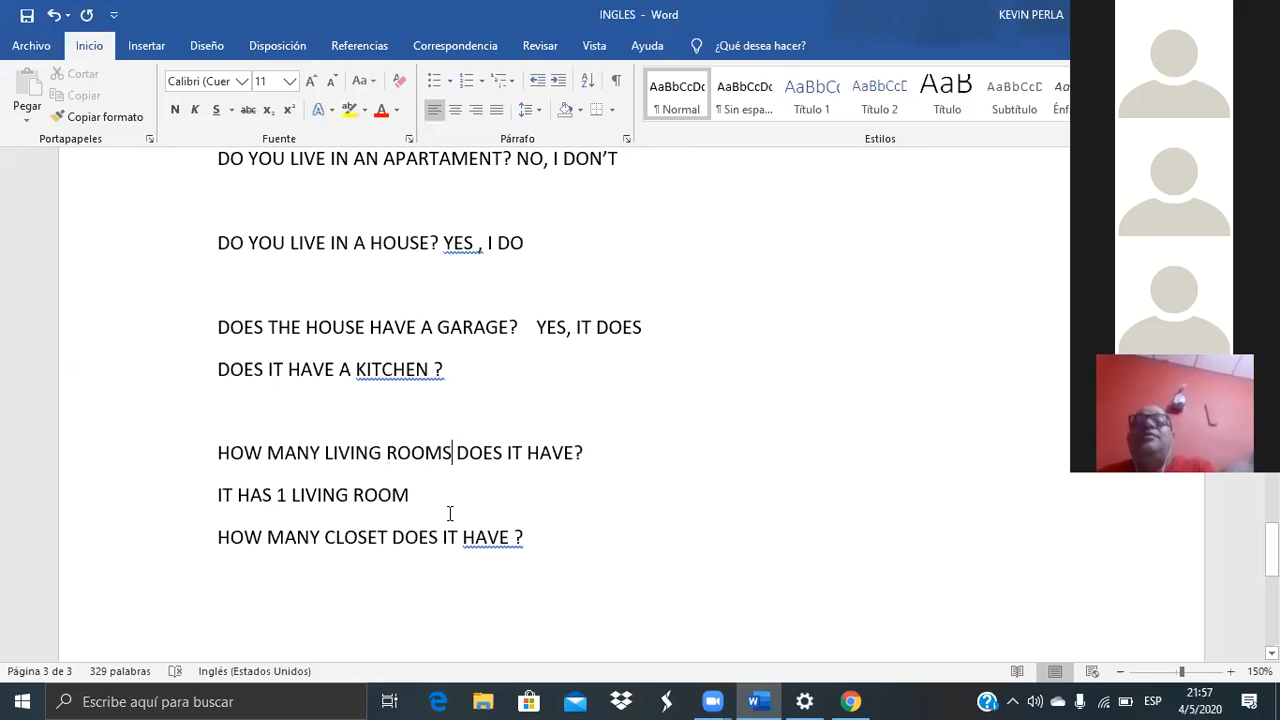 INGLES - Word
KEVIN PERLA
Archivo Inicio Insertar Diseño Disposición Referencias Correspondencia Revisar Vista Ayuda ¿Qué desea hacer?
Pegar
Cortar
Copiar
Copiar formato
Portapapeles
Calibri (Cuer 11
N K S abc x₂ x²
Fuente
Párrafo
AaBbCcDc AaBbCcDc AaBbCc AaBbCcD AaB AaBbCcD
¶ Normal ¶ Sin espa... Título 1 Título 2 Título Subtítulo
Estilos
DO YOU LIVE IN AN APARTAMENT? NO, I DON’T
DO YOU LIVE IN A HOUSE? YES , I DO
DOES THE HOUSE HAVE A GARAGE? YES, IT DOES
DOES IT HAVE A KITCHEN ?
HOW MANY LIVING ROOMS DOES IT HAVE?
IT HAS 1 LIVING ROOM
HOW MANY CLOSET DOES IT HAVE ?
Página 3 de 3 329 palabras Inglés (Estados Unidos) 150%
Escribe aquí para buscar
ESP
21:57
4/5/2020